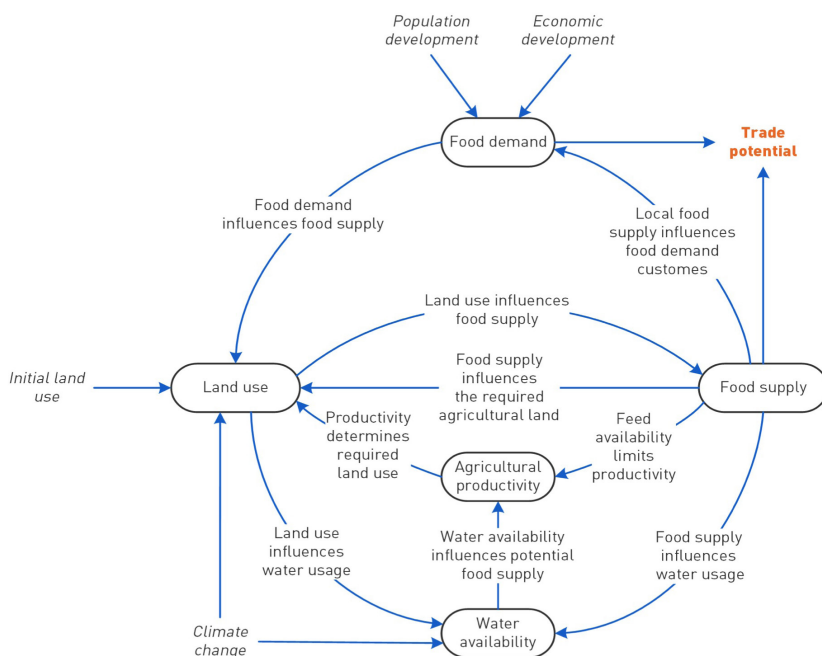 Population
development
Economic
development
Food demand
Trade
potential
Food demand
influences food supply
Local food
supply influences
food demand
customes
Land use influences
food supply
Initial land
use
Land use
Food supply
influences
the required
agricultural land
Food supply
Productivity
determines
required
land use
Feed
availability
limits
productivity
Agricultural
productivity
Land use
influences
water usage
Water availability
influences potential
food supply
Food supply
influences
water usage
Climate
change
Water
availability